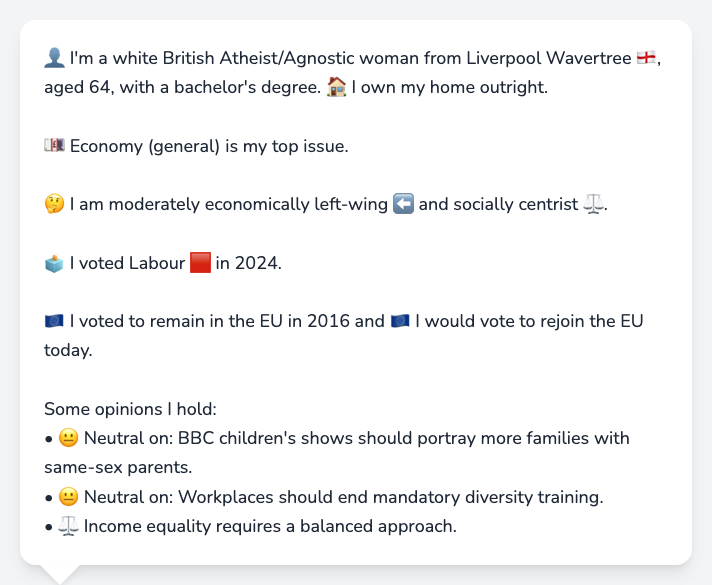 👤 I'm a white British Atheist/Agnostic woman from Liverpool Wavertree 🏴󠁧󠁢󠁥󠁮󠁧󠁿,
aged 64, with a bachelor's degree. 🏠 I own my home outright.
💷 Economy (general) is my top issue.
🤔 I am moderately economically left-wing ⬅️ and socially centrist ⚖️.
🗳️ I voted Labour 🟥 in 2024.
🇪🇺 I voted to remain in the EU in 2016 and 🇪🇺 I would vote to rejoin the EU
today.
Some opinions I hold:
• 😐 Neutral on: BBC children's shows should portray more families with
same-sex parents.
• 😐 Neutral on: Workplaces should end mandatory diversity training.
• ⚖️ Income equality requires a balanced approach.